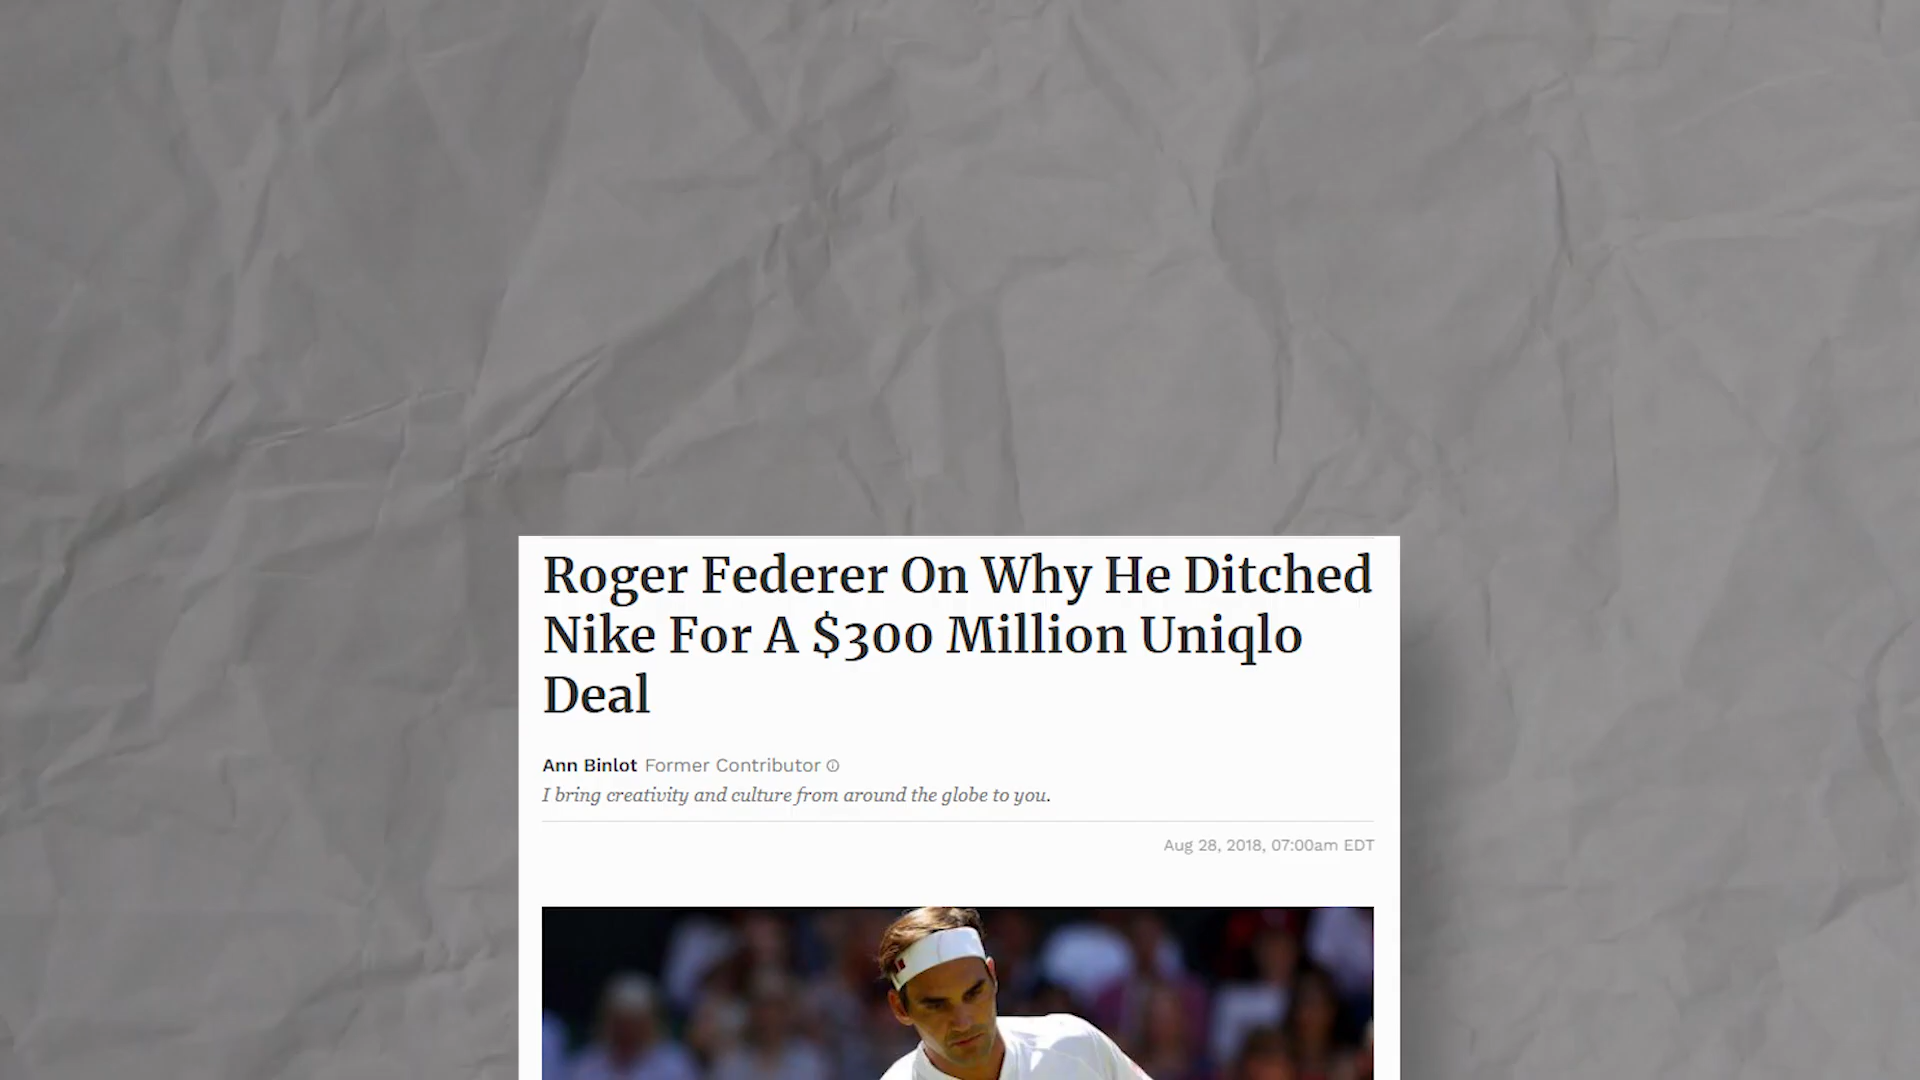 Roger Federer On Why He Ditched
Nike For A $300 Million Uniqlo
Deal
Ann Binlot Former Contributor
I bring creativity and culture from around the globe to you.
Aug 28, 2018, 07:00am EDT